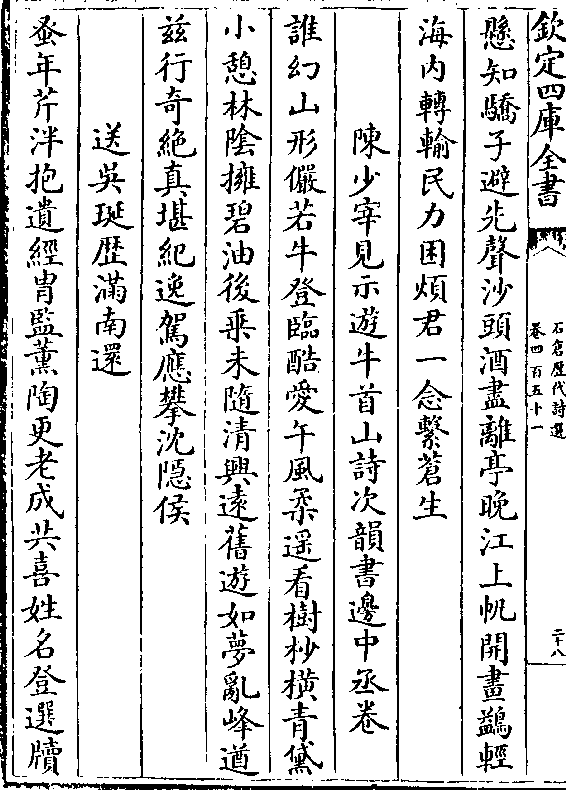 欽定四庫全書
石倉歴代詩選
卷四百五十一
二十八
懸知驕子避先聲沙頭酒盡離亭晚江上帆開畫鷁輕
海内轉輸民力困煩君一念繫蒼生
陳少宰見示遊牛首山詩次韻書邊中丞卷
誰幻山形儼若牛登臨酷愛午風柔遥看樹杪横青黛
小憩林隂擁碧油後乗未隨清興遠舊遊如夢亂峰遒
兹行奇絶真堪紀逸駕應攀沈隠侯
送吳珽歴滿南還
蚤年芹泮抱遺經胄監薫陶更老成共喜姓名登選牘